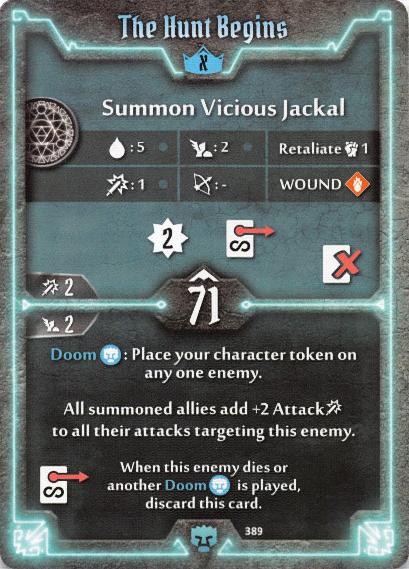 The Hunt Begins
א
Summon Vicious Jackal
: 5
: 2
Retaliate 1
: 1
: -
WOUND
2
2
71
2
Doom : Place your character token on
any one enemy.
All summoned allies add +2 Attack
to all their attacks targeting this enemy.
When this enemy dies or
another Doom is played,
discard this card.
389